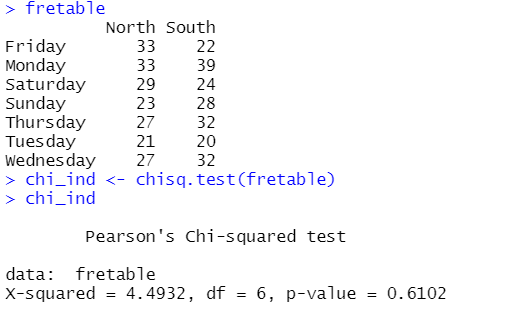 > fretable
North South
Friday 33 22
Monday 33 39
Saturday 29 24
Sunday 23 28
Thursday 27 32
Tuesday 21 20
Wednesday 27 32
> chi_ind <- chisq.test(fretable)
> chi_ind
Pearson's Chi-squared test
data: fretable
X-squared = 4.4932, df = 6, p-value = 0.6102